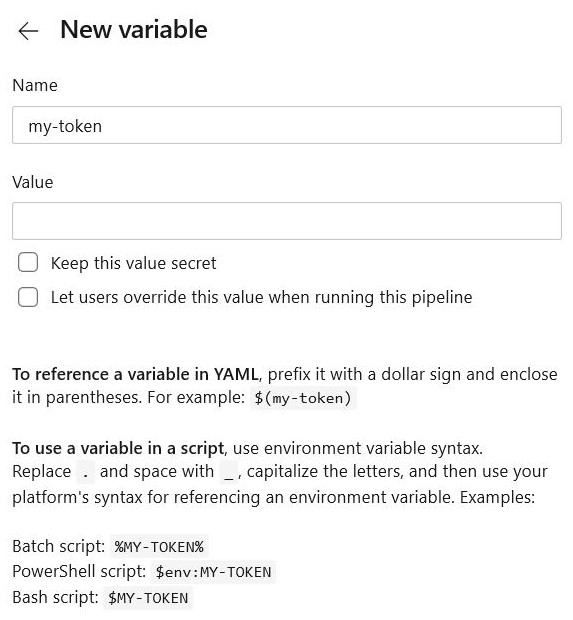 ← New variable
Name
my-token
Value
Keep this value secret
Let users override this value when running this pipeline
To reference a variable in YAML, prefix it with a dollar sign and enclose
it in parentheses. For example: $(my-token)
To use a variable in a script, use environment variable syntax.
Replace . and space with _, capitalize the letters, and then use your
platform's syntax for referencing an environment variable. Examples:
Batch script: %MY-TOKEN%
PowerShell script: $env:MY-TOKEN
Bash script: $MY-TOKEN